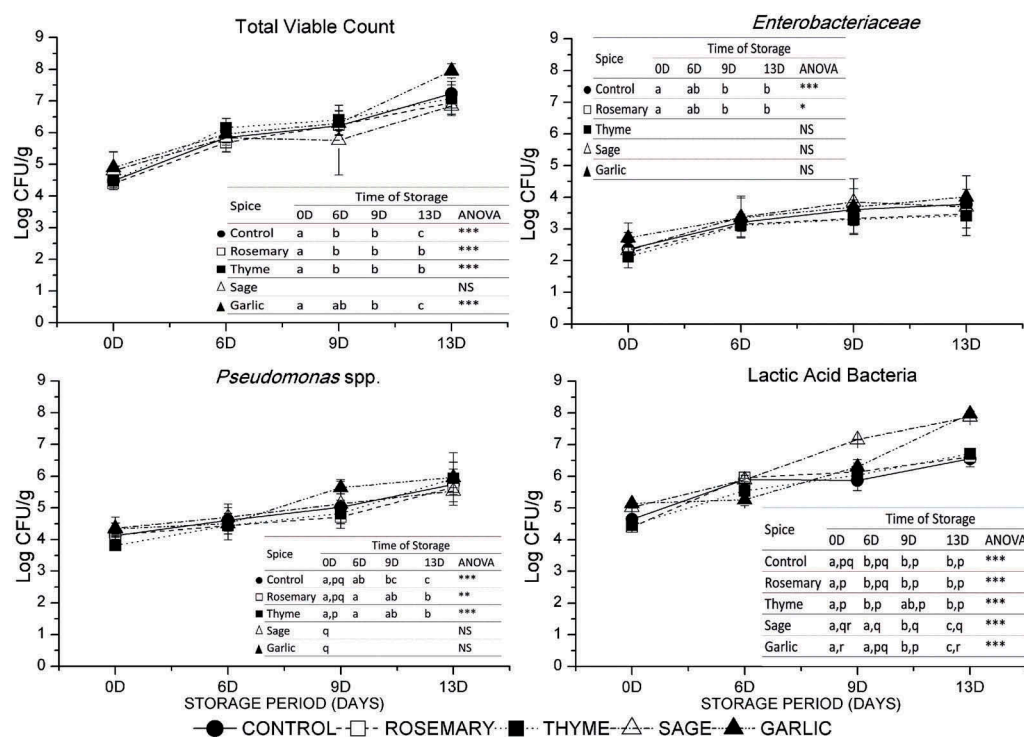 Total Viable Count
Log CFU/g
9
8
7
6
5
4
3
2
1
0
Spice Time of Storage
0D 6D 9D 13D ANOVA
Control a b b c ***
Rosemary a b b b ***
Thyme a b b b ***
Sage NS
Garlic a ab b c ***
0D 6D 9D 13D
Enterobacteriaceae
Log CFU/g
9
8
7
6
5
4
3
2
1
0
Spice Time of Storage
0D 6D 9D 13D ANOVA
Control a ab b b ***
Rosemary a ab b b *
Thyme NS
Sage NS
Garlic NS
0D 6D 9D 13D
Pseudomonas spp.
Log CFU/g
9
8
7
6
5
4
3
2
1
0
Spice Time of Storage
0D 6D 9D 13D ANOVA
Control a,pq ab bc c ***
Rosemary a,pq a ab b **
Thyme a,p a ab b ***
Sage q NS
Garlic q NS
0D 6D 9D 13D
STORAGE PERIOD (DAYS)
Lactic Acid Bacteria
Log CFU/g
9
8
7
6
5
4
3
2
1
0
Spice Time of Storage
0D 6D 9D 13D ANOVA
Control a,pq b,pq b,p b,p ***
Rosemary a,p b,pq b,p b,p ***
Thyme a,p b,p ab,p b,p ***
Sage a,qr a,q b,q c,q ***
Garlic a,r a,pq b,p c,r ***
0D 6D 9D 13D
STORAGE PERIOD (DAYS)
CONTROL ROSEMARY THYME SAGE GARLIC